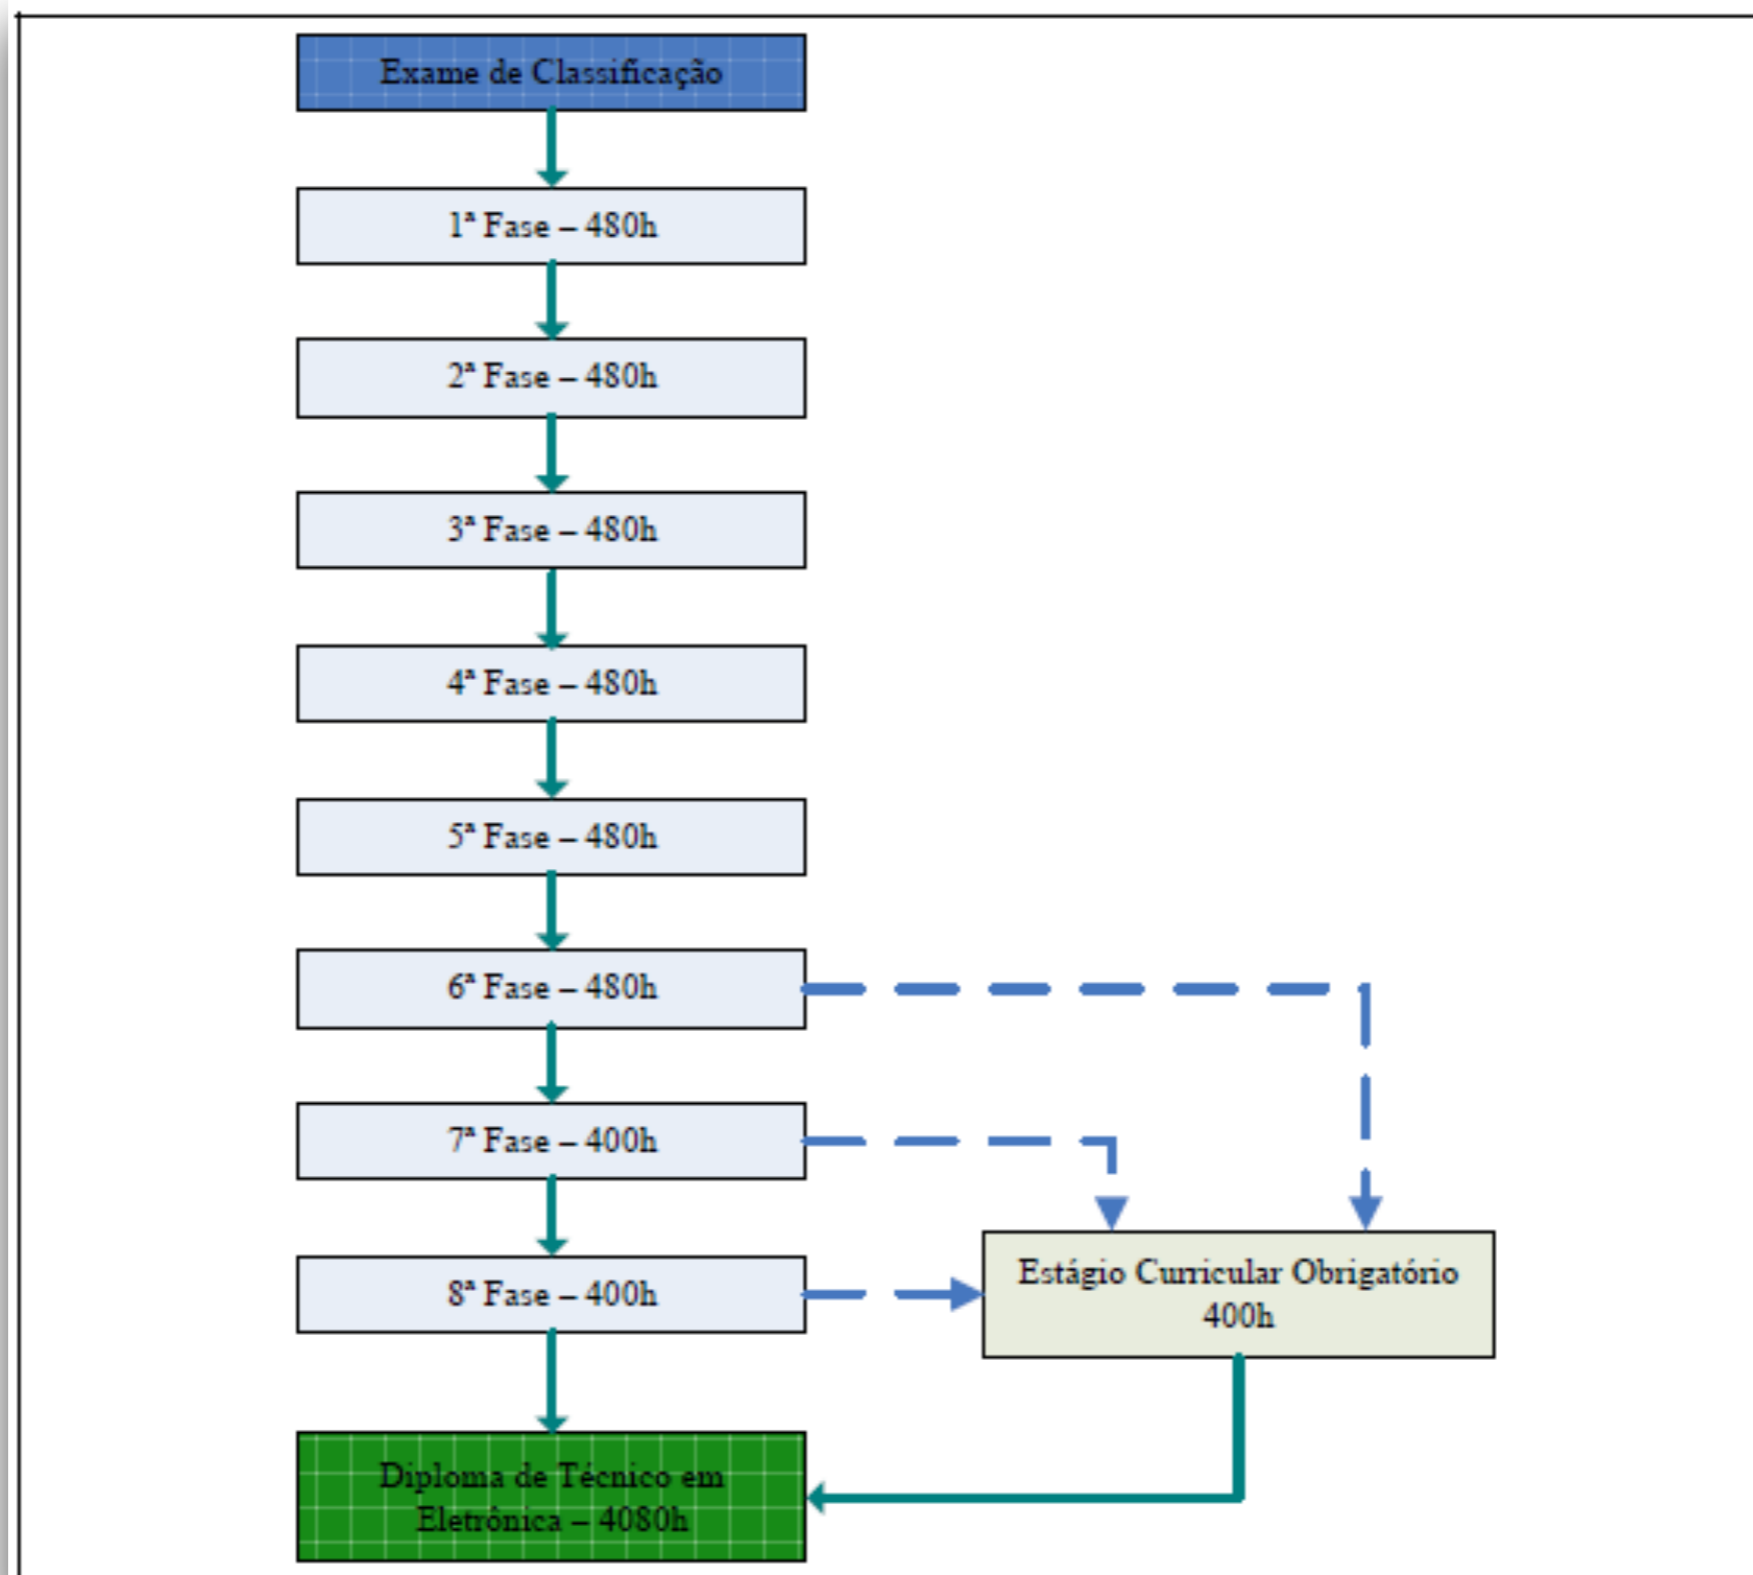 Exame de Classificação
1ª Fase – 480h
2ª Fase – 480h
3ª Fase – 480h
4ª Fase – 480h
5ª Fase – 480h
6ª Fase – 480h
7ª Fase – 400h
8ª Fase – 400h
Estágio Curricular Obrigatório
400h
Diploma de Técnico em
Eletrônica – 4080h